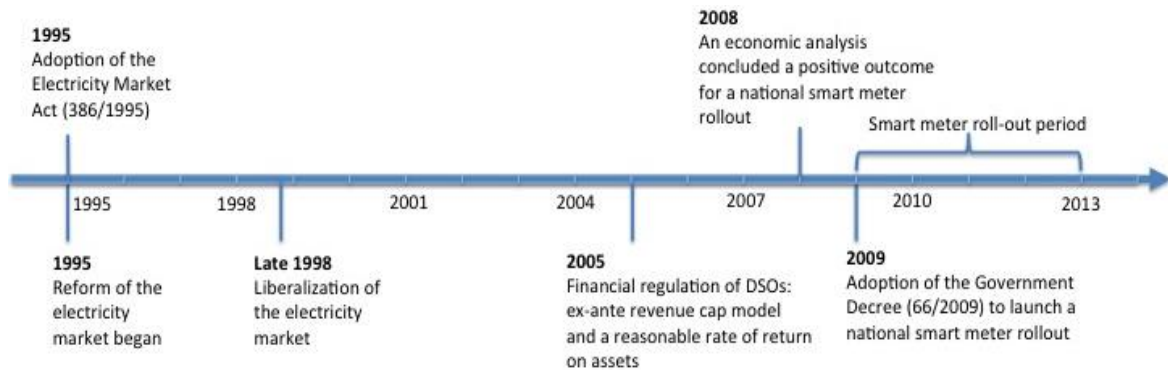 1995
Adoption of the
Electricity Market
Act (386/1995)
2008
An economic analysis
concluded a positive outcome
for a national smart meter
rollout
Smart meter roll-out period
1995
1998
2001
2004
2007
2010
2013
1995
Reform of the
electricity
market began
Late 1998
Liberalization of
the electricity
market
2005
Financial regulation of DSOs:
ex-ante revenue cap model
and a reasonable rate of return
on assets
2009
Adoption of the Government
Decree (66/2009) to launch a
national smart meter rollout